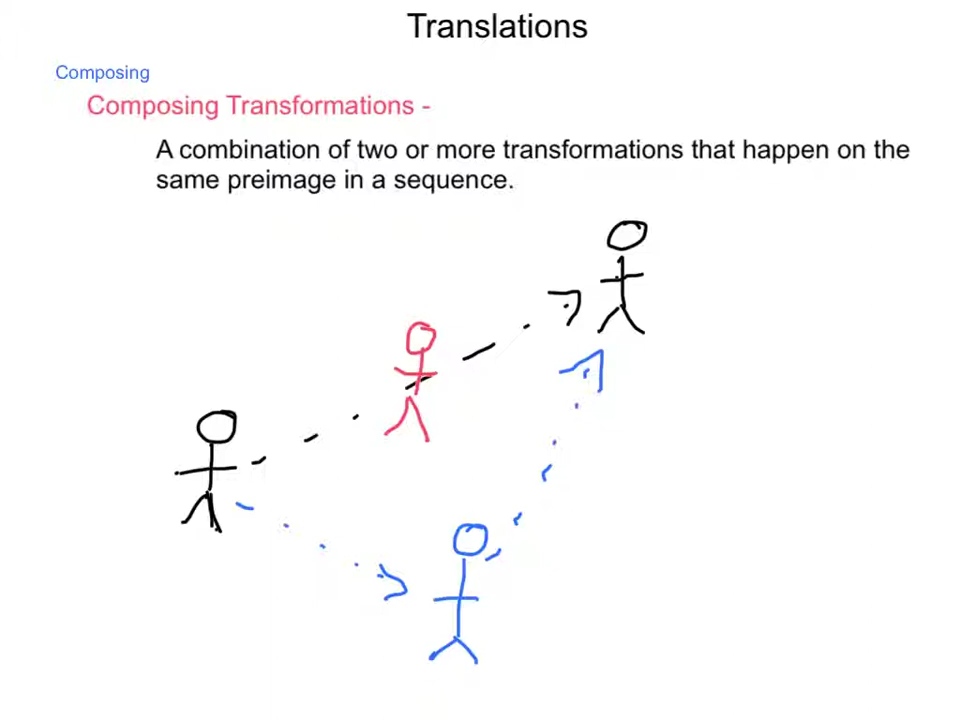 Translations
Composing
Composing Transformations -
A combination of two or more transformations that happen on the
same preimage in a sequence.